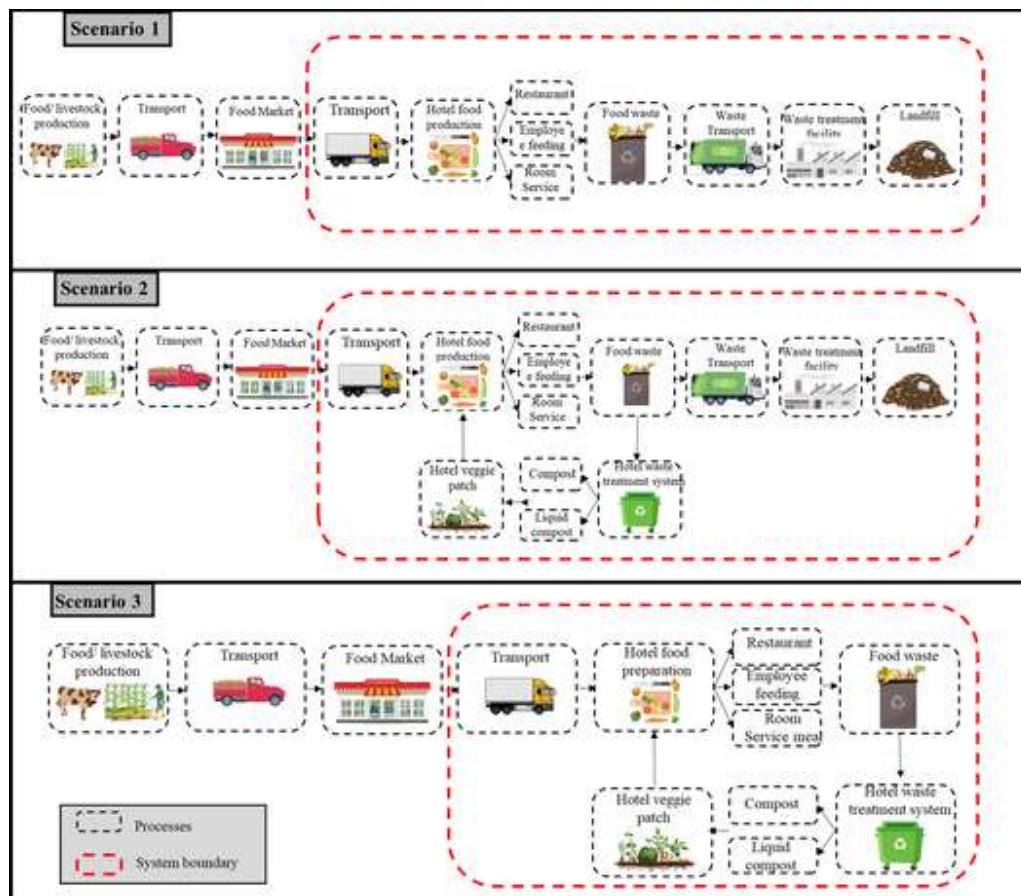 Scenario 1
Food/ livestock
production
Transport
Food Market
Transport
Hotel food
production
Restaurant
Employe
e feeding
Room
Service
Food waste
Waste
Transport
Waste treatment
facility
Landfill
Scenario 2
Food/ livestock
production
Transport
Food Market
Transport
Hotel food
production
Restaurant
Employe
e feeding
Room
Service
Food waste
Waste
Transport
Waste treatment
facility
Landfill
Hotel veggie
patch
Compost
Liquid
compost
Hotel waste
treatment system
Scenario 3
Food/ livestock
production
Transport
Food Market
Transport
Hotel food
preparation
Restaurant
Employee
feeding
Room
Service meal
Food waste
Hotel veggie
patch
Compost
Liquid
compost
Hotel waste
treatment system
Processes
System boundary